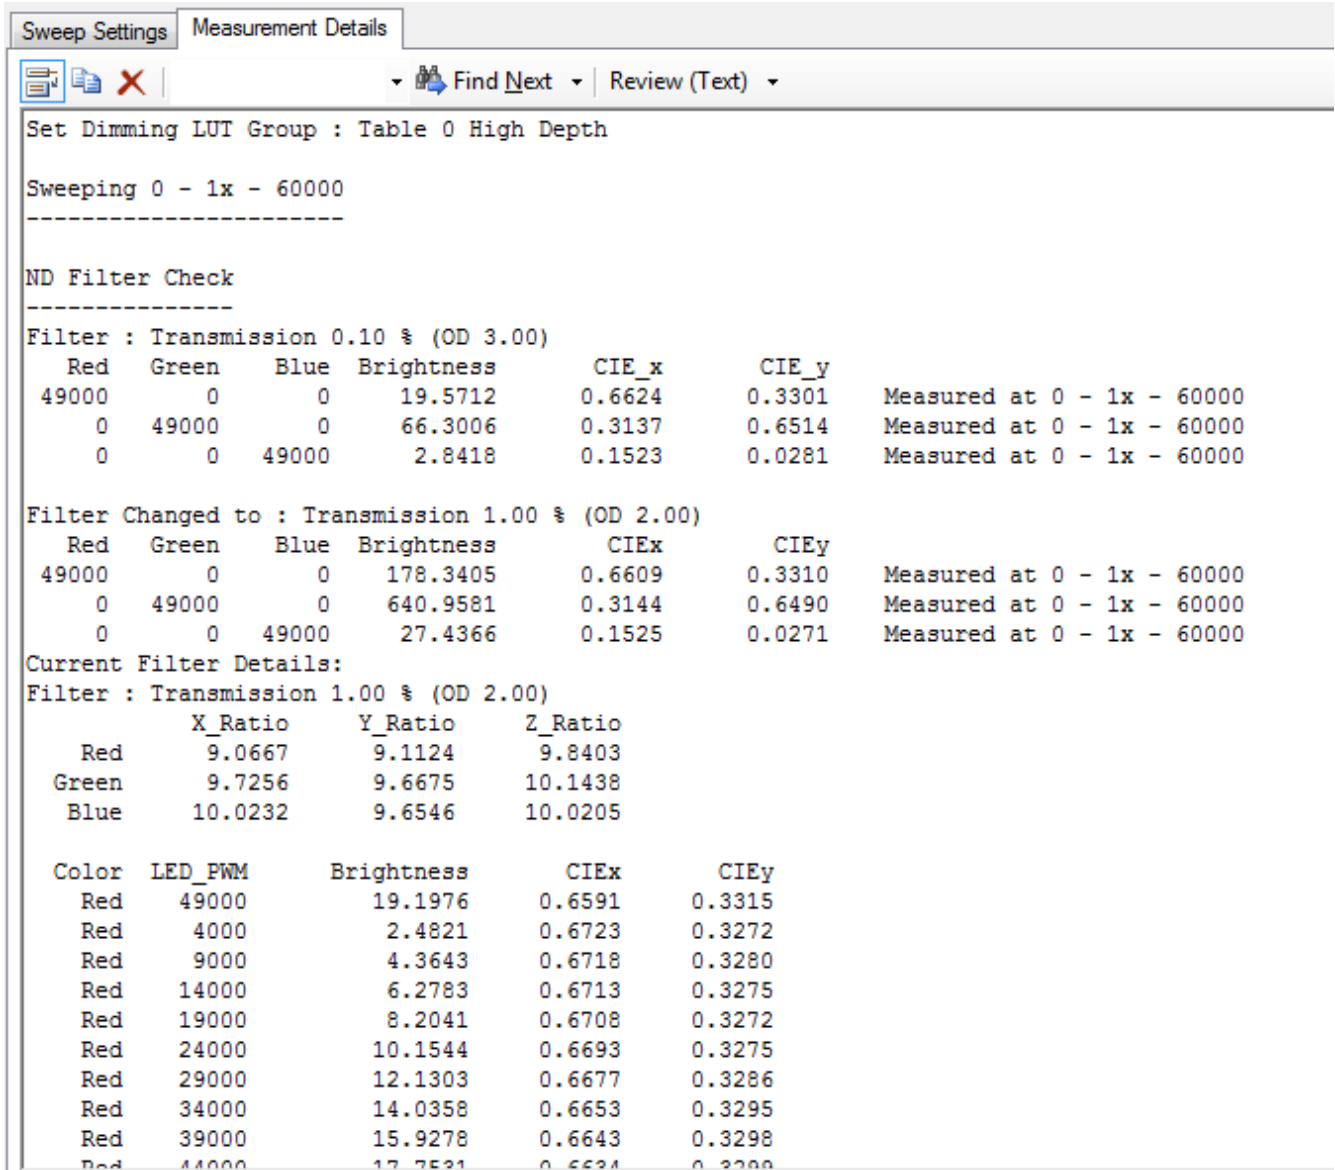 Sweep Settings Measurement Details
Find Next Review (Text)
Set Dimming LUT Group : Table 0 High Depth
Sweeping 0 - 1x - 60000
-----------------------
ND Filter Check
---------------
Filter : Transmission 0.10 % (OD 3.00)
Red Green Blue Brightness CIE_x CIE_y
49000 0 0 19.5712 0.6624 0.3301 Measured at 0 - 1x - 60000
0 49000 0 66.3006 0.3137 0.6514 Measured at 0 - 1x - 60000
0 0 49000 2.8418 0.1523 0.0281 Measured at 0 - 1x - 60000
Filter Changed to : Transmission 1.00 % (OD 2.00)
Red Green Blue Brightness CIEx CIEy
49000 0 0 178.3405 0.6609 0.3310 Measured at 0 - 1x - 60000
0 49000 0 640.9581 0.3144 0.6490 Measured at 0 - 1x - 60000
0 0 49000 27.4366 0.1525 0.0271 Measured at 0 - 1x - 60000
Current Filter Details:
Filter : Transmission 1.00 % (OD 2.00)
X_Ratio Y_Ratio Z_Ratio
Red 9.0667 9.1124 9.8403
Green 9.7256 9.6675 10.1438
Blue 10.0232 9.6546 10.0205
Color LED_PWM Brightness CIEx CIEy
Red 49000 19.1976 0.6591 0.3315
Red 4000 2.4821 0.6723 0.3272
Red 9000 4.3643 0.6718 0.3280
Red 14000 6.2783 0.6713 0.3275
Red 19000 8.2041 0.6708 0.3272
Red 24000 10.1544 0.6693 0.3275
Red 29000 12.1303 0.6677 0.3286
Red 34000 14.0358 0.6653 0.3295
Red 39000 15.9278 0.6643 0.3298
Red 44000 17.7531 0.6634 0.3299